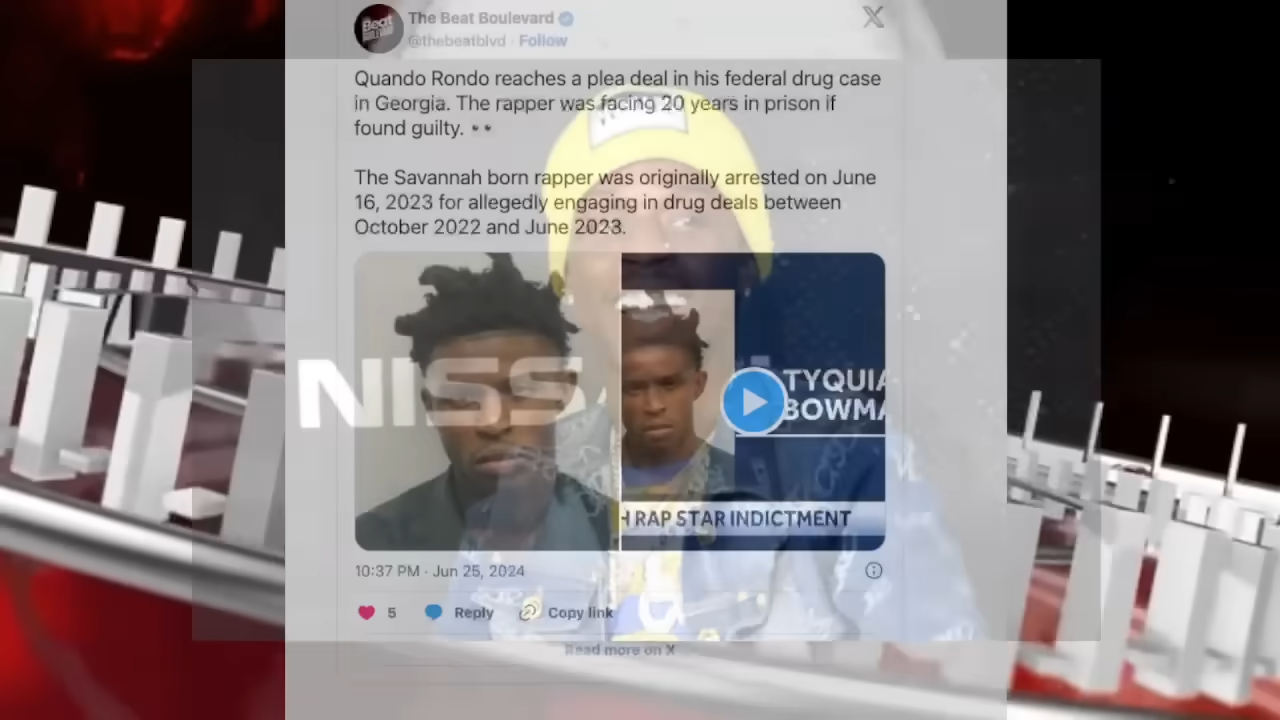 The Beat Boulevard
@thebeatblvd · Follow
Quando Rondo reaches a plea deal in his federal drug case
in Georgia. The rapper was facing 20 years in prison if
found guilty. 👀
The Savannah born rapper was originally arrested on June
16, 2023 for allegedly engaging in drug deals between
October 2022 and June 2023.
NISS
TYQUIA
BOWMA
H RAP STAR INDICTMENT
10:37 PM · Jun 25, 2024
5 Reply Copy link
Read more on X